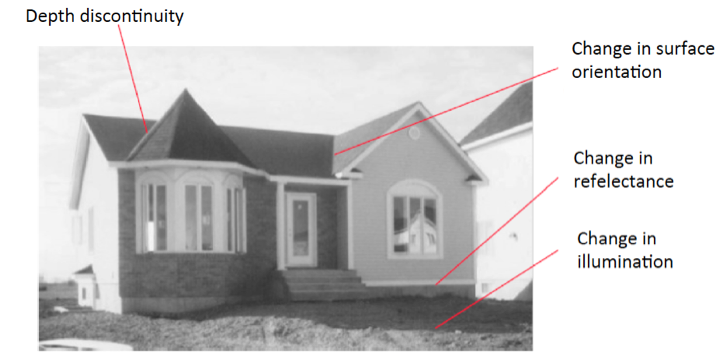 Depth discontinuity
Change in surface
orientation
Change in
refelectance
Change in
illumination